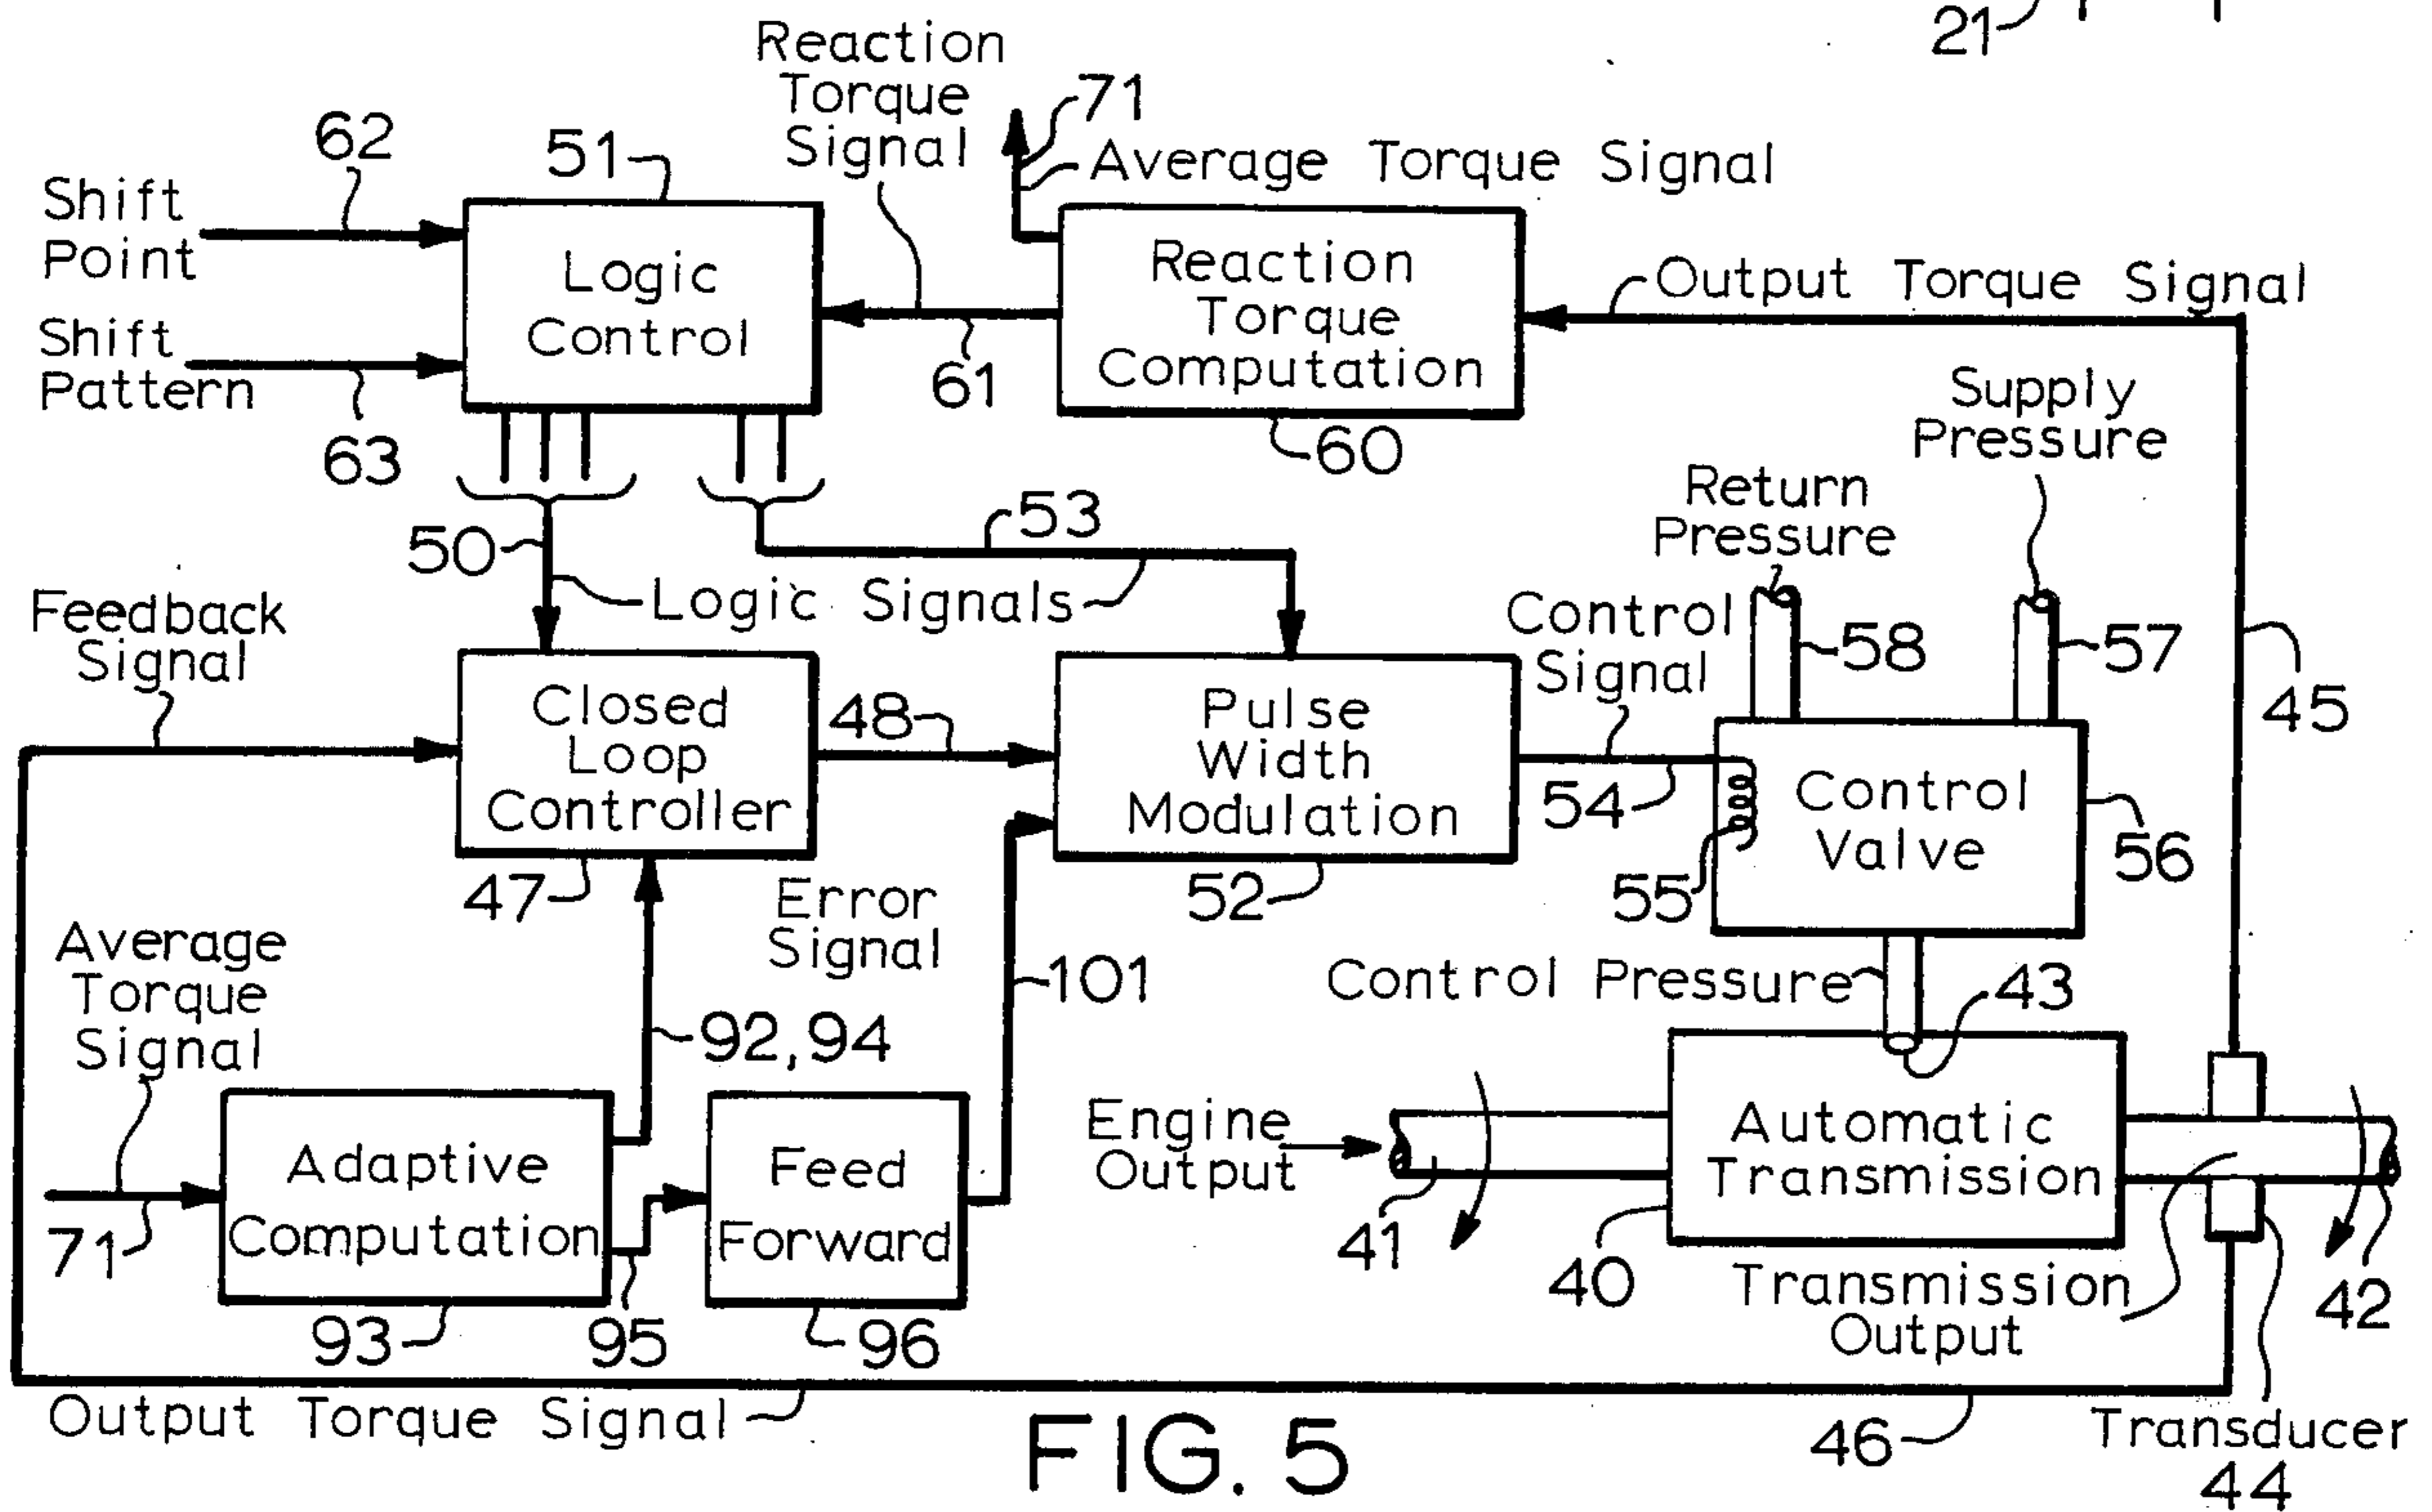 21
Reaction
Torque
Signal
71
Average Torque Signal
62
51
Shift
Point
Logic
Control
Reaction
Torque
Computation
Output Torque Signal
Shift
Pattern
63
61
60
Supply
Pressure
Return
Pressure
50
53
Logic Signals
Feedback
Signal
Control
Signal
58
57
45
Closed
Loop
Controller
48
Pulse
Width
Modulation
54
55
Control
Valve
56
47
Error
Signal
52
Average
Torque
Signal
101
Control Pressure
43
92,94
Adaptive
Computation
Feed
Forward
Engine
Output
Automatic
Transmission
71
41
40
93
95
96
Transmission
Output
42
Output Torque Signal
FIG. 5
46
Transducer
44